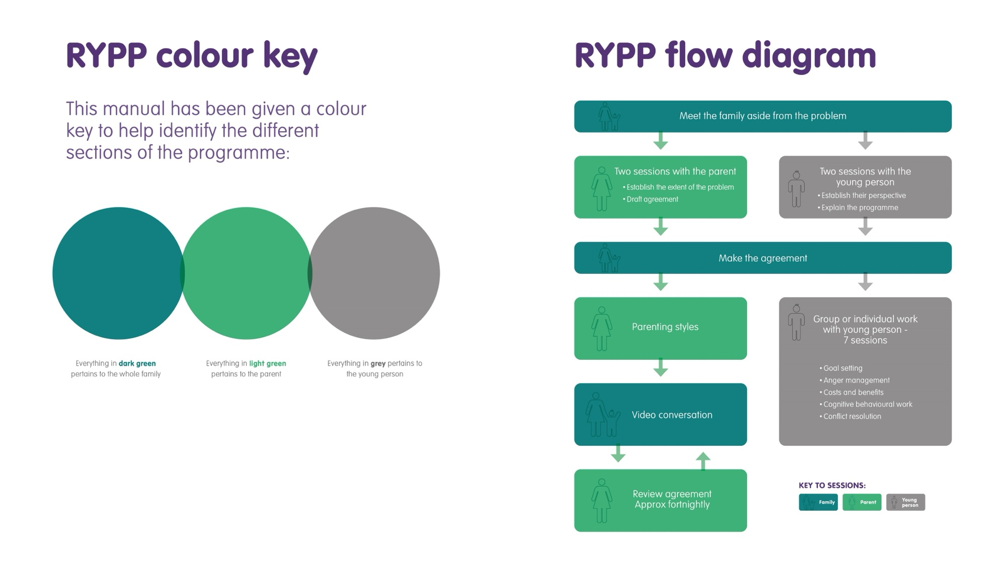 RYPP colour key
This manual has been given a colour
key to help identify the different
sections of the programme:
Everything in dark green
pertains to the whole family
Everything in light green
pertains to the parent
Everything in grey pertains to
the young person
RYPP flow diagram
Meet the family aside from the problem
Two sessions with the parent
• Establish the extent of the problem
• Draft agreement
Two sessions with the
young person
• Establish their perspective
• Explain the programme
Make the agreement
Parenting styles
Group or individual work
with young person -
7 sessions
• Goal setting
• Anger management
• Costs and benefits
• Cognitive behavioural work
• Conflict resolution
Video conversation
Review agreement
Approx fortnightly
KEY TO SESSIONS:
Family
Parent
Young
person